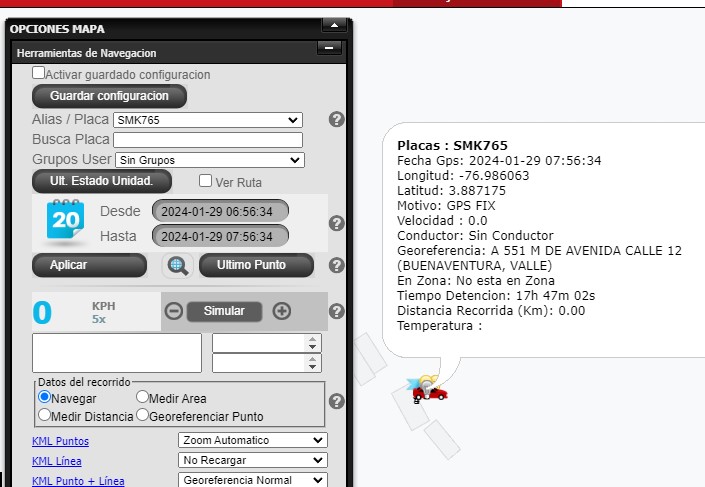 OPCIONES MAPA
Herramientas de Navegacion
Activar guardado configuracion
Guardar configuracion
Alias / Placa SMK765 ?
Busca Placa
Grupos User Sin Grupos
Ult. Estado Unidad. Ver Ruta
20 Desde 2024-01-29 06:56:34
Hasta 2024-01-29 07:56:34 ?
Aplicar Ultimo Punto ?
0 KPH
5x Simular ?
Datos del recorrido
Navegar Medir Area ?
Medir Distancia Georeferenciar Punto
KML Puntos Zoom Automatico
KML Línea No Recargar
KML Punto + Línea Georeferencia Normal
Placas : SMK765
Fecha Gps: 2024-01-29 07:56:34
Longitud: -76.986063
Latitud: 3.887175
Motivo: GPS FIX
Velocidad : 0.0
Conductor: Sin Conductor
Georeferencia: A 551 M DE AVENIDA CALLE 12
(BUENAVENTURA, VALLE)
En Zona: No esta en Zona
Tiempo Detencion: 17h 47m 02s
Distancia Recorrida (Km): 0.00
Temperatura :